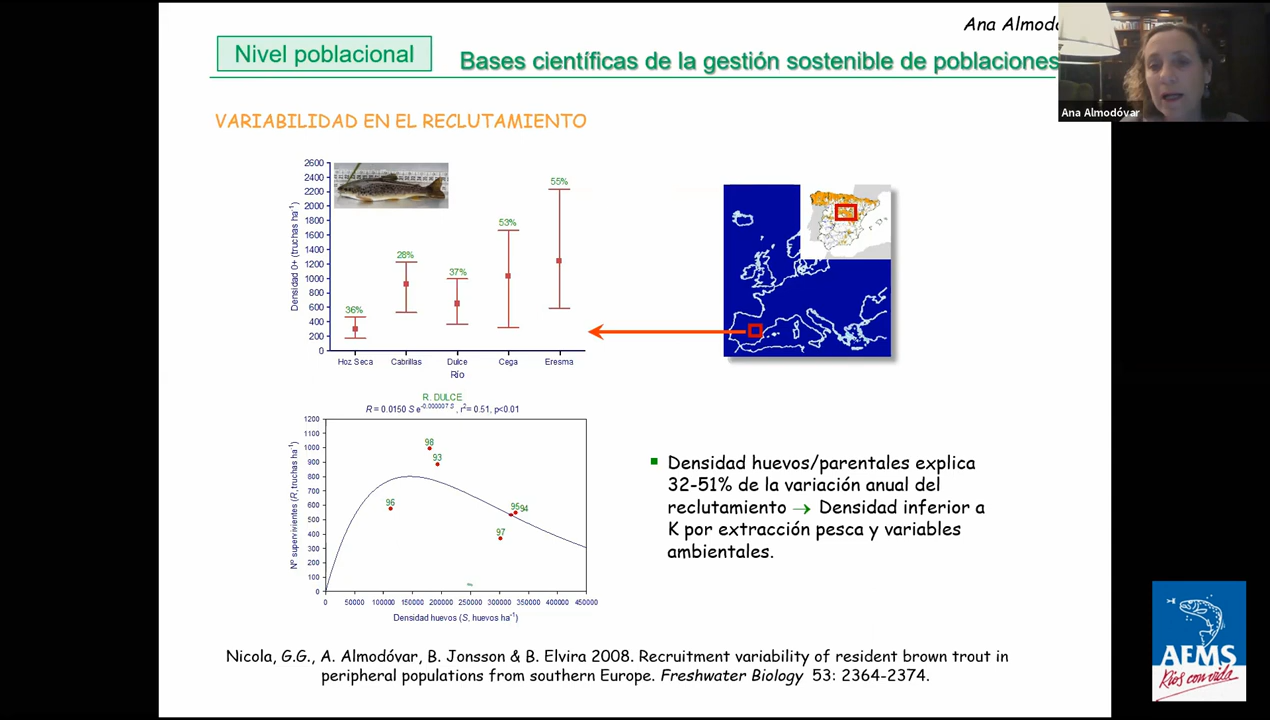 Ana Almodó
Nivel poblacional
Bases científicas de la gestión sostenible de poblaciones
Ana Almodóvar
VARIABILIDAD EN EL RECLUTAMIENTO
Densidad 0+ (truchas ha-1)
2600
2400
2200
2000
1800
1600
1400
1200
1000
800
600
400
200
0
36%
28%
37%
53%
55%
Hoz Seca
Cabrillas
Dulce
Cega
Eresma
Río
R. DULCE
R = 0.0150 S e-0.000007 S , r2= 0.51, p<0.01
Nº supervivientes (R, truchas ha-1)
1200
1100
1000
900
800
700
600
500
400
300
200
100
0
98
93
96
95
94
97
0
50000
100000
150000
200000
250000
300000
350000
400000
450000
Densidad huevos (S, huevos ha-1)
Densidad huevos/parentales explica
32-51% de la variación anual del
reclutamiento → Densidad inferior a
K por extracción pesca y variables
ambientales.
Nicola, G.G., A. Almodóvar, B. Jonsson & B. Elvira 2008. Recruitment variability of resident brown trout in
peripheral populations from southern Europe. Freshwater Biology 53: 2364-2374.
AEMS
Ríos con vida